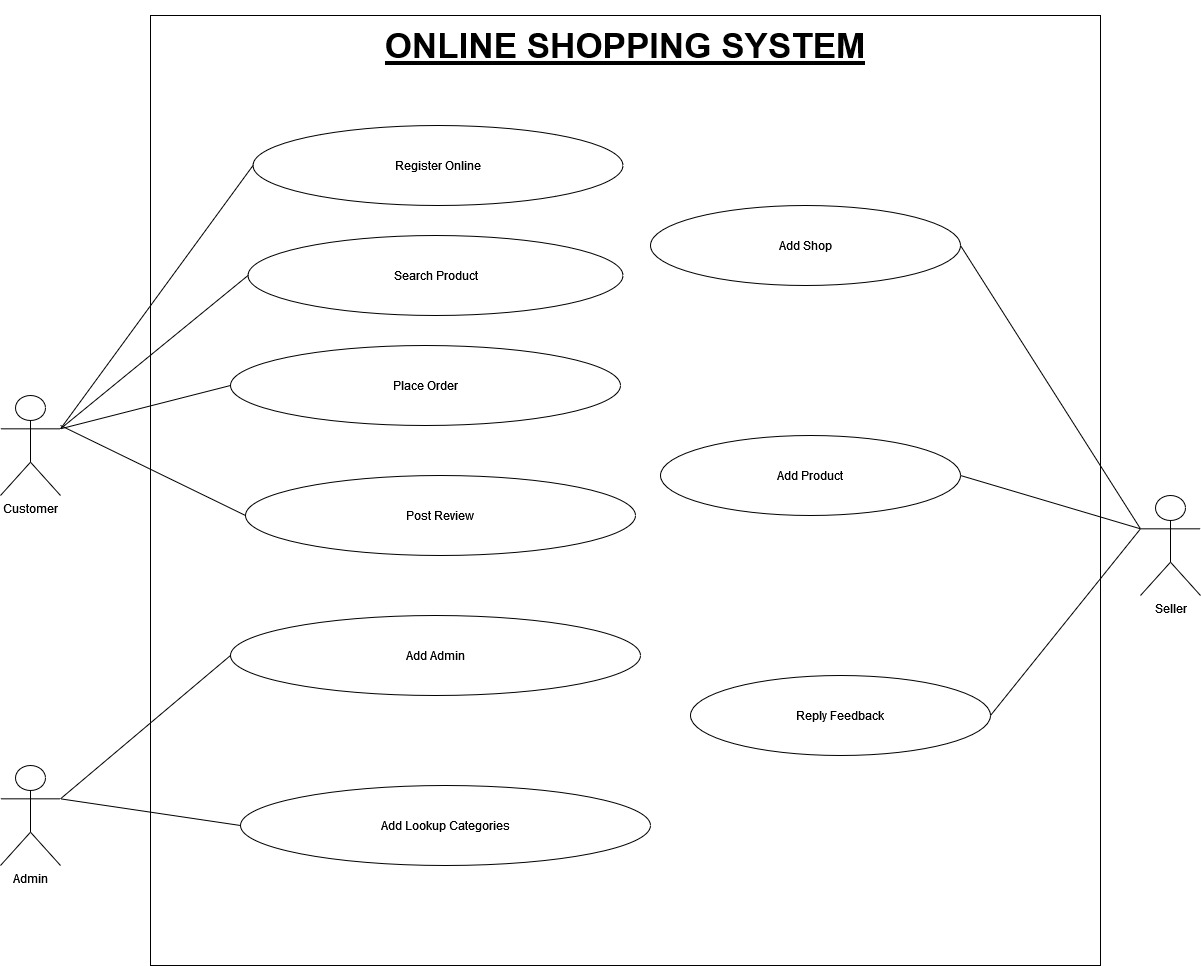 ONLINE SHOPPING SYSTEM
Register Online
Add Shop
Search Product
Place Order
Customer
Add Product
Post Review
Seller
Add Admin
Reply Feedback
Add Lookup Categories
Admin